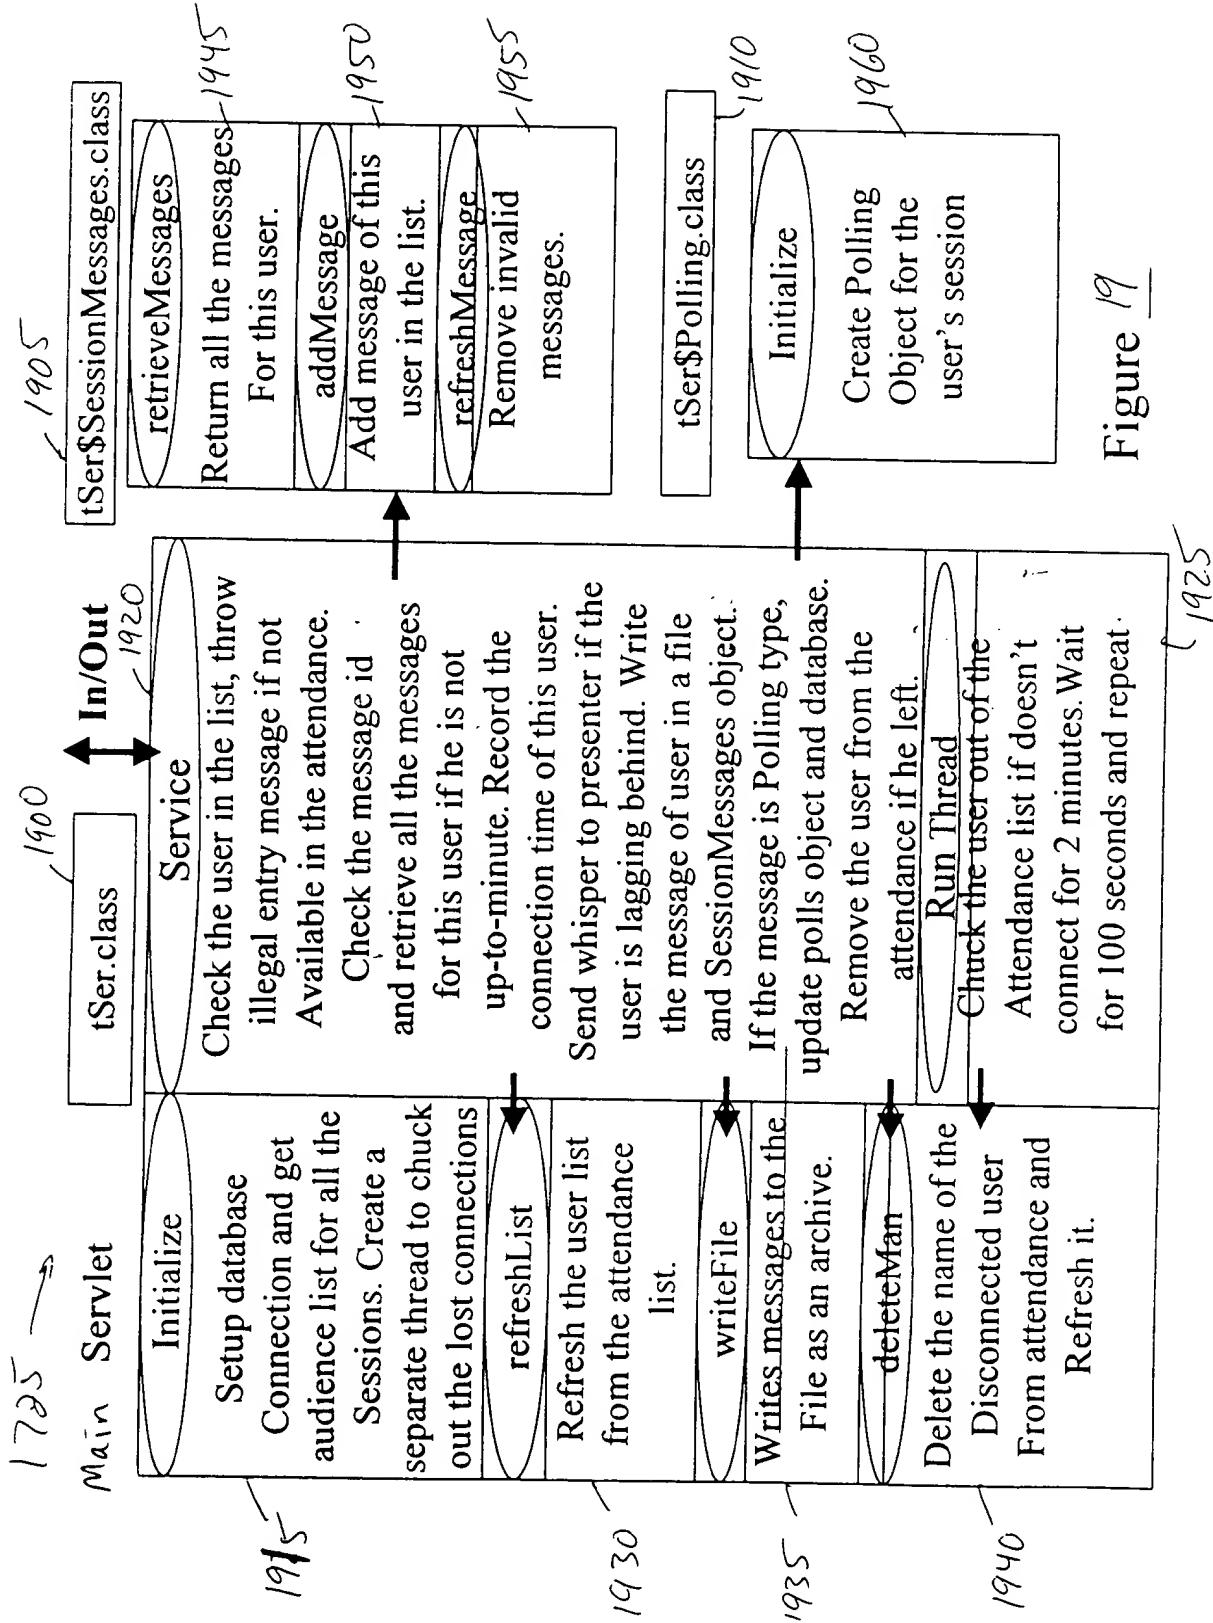 1725
Main Servlet
1900
tSer.class
In/Out
1920
1905
tSer$SessionMessages.class
Initialize
Setup database
Connection and get
audience list for all the
Sessions. Create a
separate thread to chuck
out the lost connections
1915
refreshList
Refresh the user list
from the attendance
list.
1930
writeFile
Writes messages to the
File as an archive.
1935
deleteMan
Delete the name of the
Disconnected user
From attendance and
Refresh it.
1940
Service
Check the user in the list, throw
illegal entry message if not
Available in the attendance.
Check the message id
and retrieve all the messages
for this user if he is not
up-to-minute. Record the
connection time of this user.
Send whisper to presenter if the
user is lagging behind. Write
the message of user in a file
and SessionMessages object.
If the message is Polling type,
update polls object and database.
Remove the user from the
attendance if he left.
Run Thread
Chuck the user out of the
Attendance list if doesn't
connect for 2 minutes. Wait
for 100 seconds and repeat
1925
retrieveMessages
Return all the messages
For this user.
1945
addMessage
Add message of this
user in the list.
1950
refreshMessage
Remove invalid
messages.
1955
tSer$Polling.class
1910
Initialize
Create Polling
Object for the
user's session
1960
Figure 19